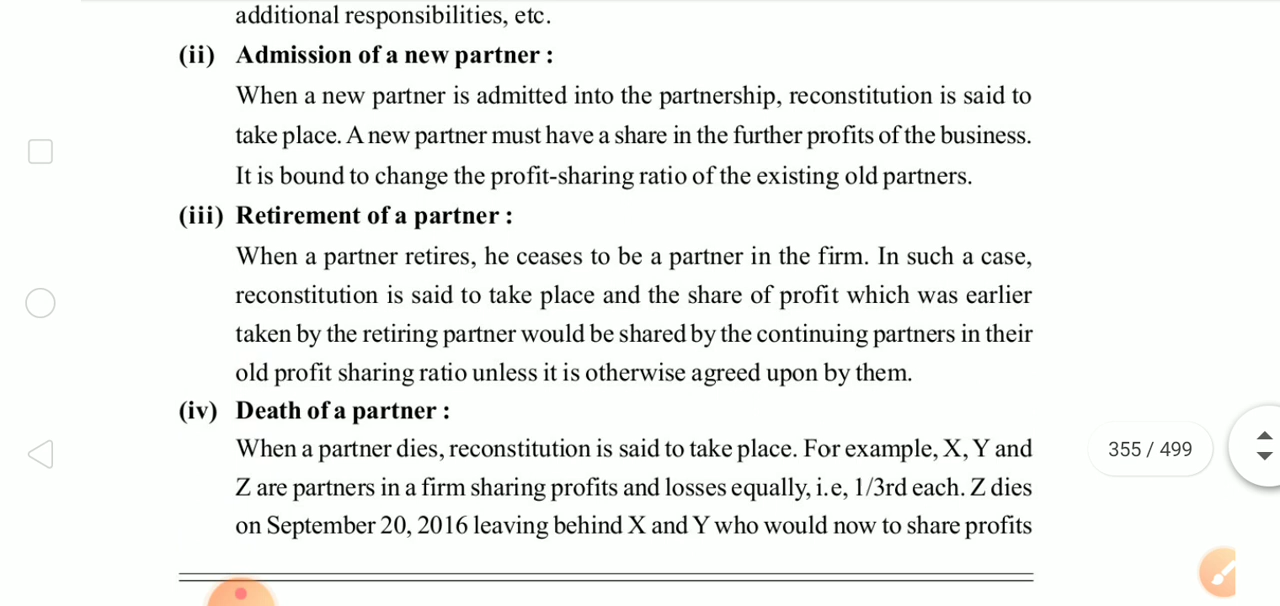 additional responsibilities, etc.
(ii) Admission of a new partner :
When a new partner is admitted into the partnership, reconstitution is said to
take place. A new partner must have a share in the further profits of the business.
It is bound to change the profit-sharing ratio of the existing old partners.
(iii) Retirement of a partner :
When a partner retires, he ceases to be a partner in the firm. In such a case,
reconstitution is said to take place and the share of profit which was earlier
taken by the retiring partner would be shared by the continuing partners in their
old profit sharing ratio unless it is otherwise agreed upon by them.
(iv) Death of a partner :
When a partner dies, reconstitution is said to take place. For example, X, Y and
Z are partners in a firm sharing profits and losses equally, i.e, 1/3rd each. Z dies
on September 20, 2016 leaving behind X and Y who would now to share profits
355 / 499